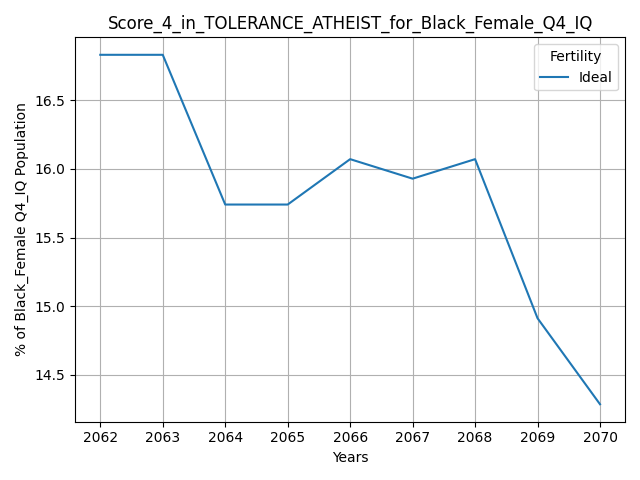 Score_4_in_TOLERANCE_ATHEIST_for_Black_Female_Q4_IQ
Fertility
Ideal
% of Black_Female Q4_IQ Population
16.5
16.0
15.5
15.0
14.5
2062 2063 2064 2065 2066 2067 2068 2069 2070
Years